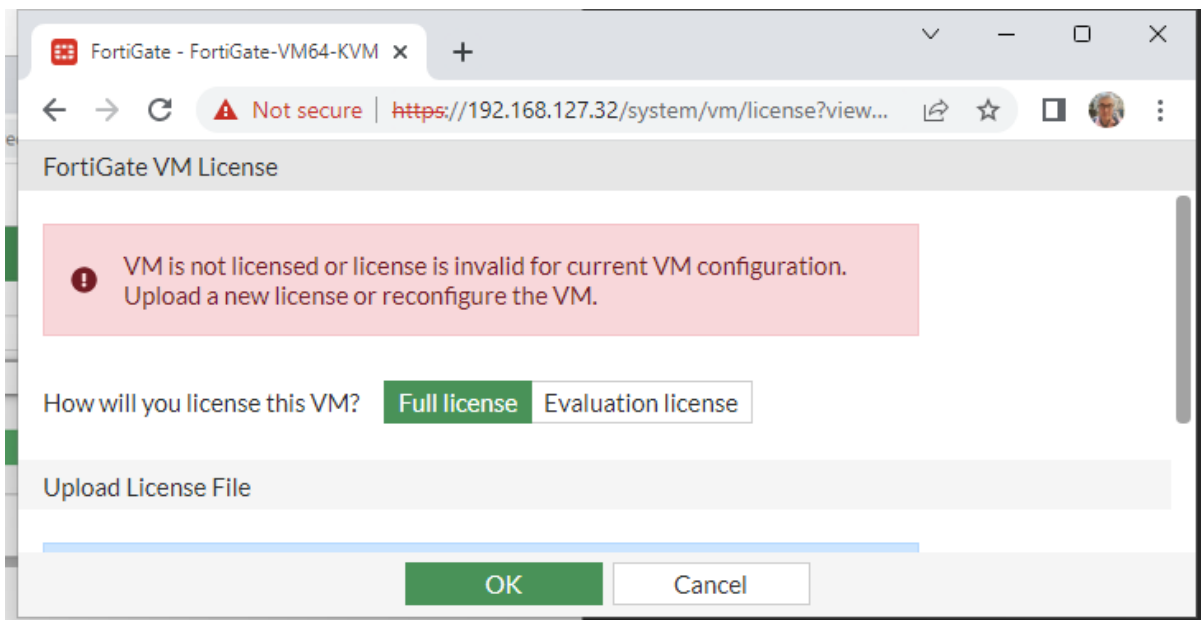 FortiGate - FortiGate-VM64-KVM
Not secure | https://192.168.127.32/system/vm/license?view...
FortiGate VM License
VM is not licensed or license is invalid for current VM configuration.
Upload a new license or reconfigure the VM.
How will you license this VM? Full license Evaluation license
Upload License File
OK Cancel